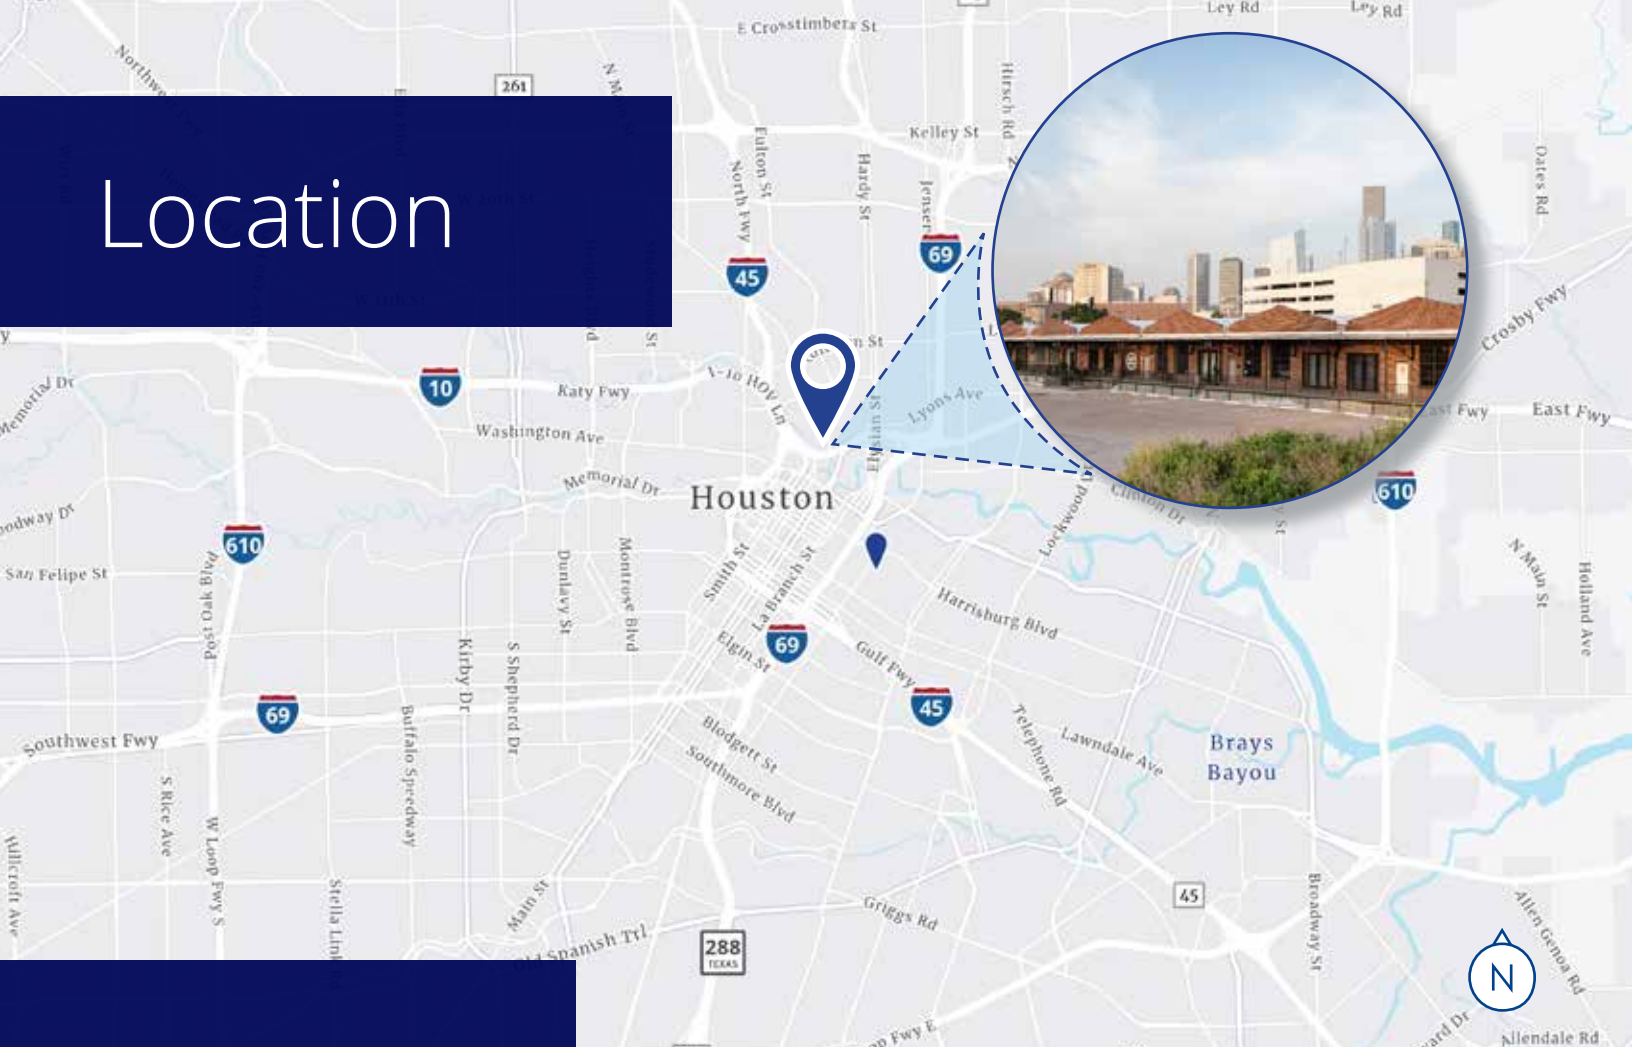 E Crosstimbers St
Ley Rd
Ley Rd
261
Hirsch Rd
Kelley St
Fulton St
North Fwy
Hardy St
Oates Rd
Location
69
45
Crosby Fwy
10
Katy Fwy
I-10 HOV Ln
Lyons Ave
Memorial Dr
East Fwy
Washington Ave
Elysian St
Memorial Dr
Houston
610
Clinton Dr
Lockwood
610
San Felipe St
Post Oak Blvd
Dunlavy St
Montrose Blvd
Smith St
La Branch St
Harrisburg Blvd
N Main St
Holland Ave
69
Elgin St
Gulf Fwy
Kirby Dr
S Shepherd Dr
69
45
Southwest Fwy
Buffalo Speedway
Blodgett St
Southmore Blvd
Telephone Rd
Lawndale Ave
Brays
Bayou
S Rice Ave
W Loop Fwy S
Hillcroft Ave
Stella Link
Main St
Griggs Rd
45
Broadway St
Allen Genoa Rd
Old Spanish Trl
288
TEXAS
N
Fwy E
Allendale Rd